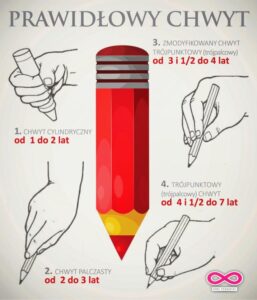 PRAWIDŁOWY CHWYT
1. CHWYT CYLINDRYCZNY
od 1 do 2 lat
2. CHWYT PALCZASTY
od 2 do 3 lat
3. ZMODYFIKOWANY CHWYT
TRÓJPUNKTOWY (trójpalcowy)
od 3 i 1/2 do 4 lat
4. TRÓJPUNKTOWY
(trójpalcowy) CHWYT
od 4 i 1/2 do 7 lat